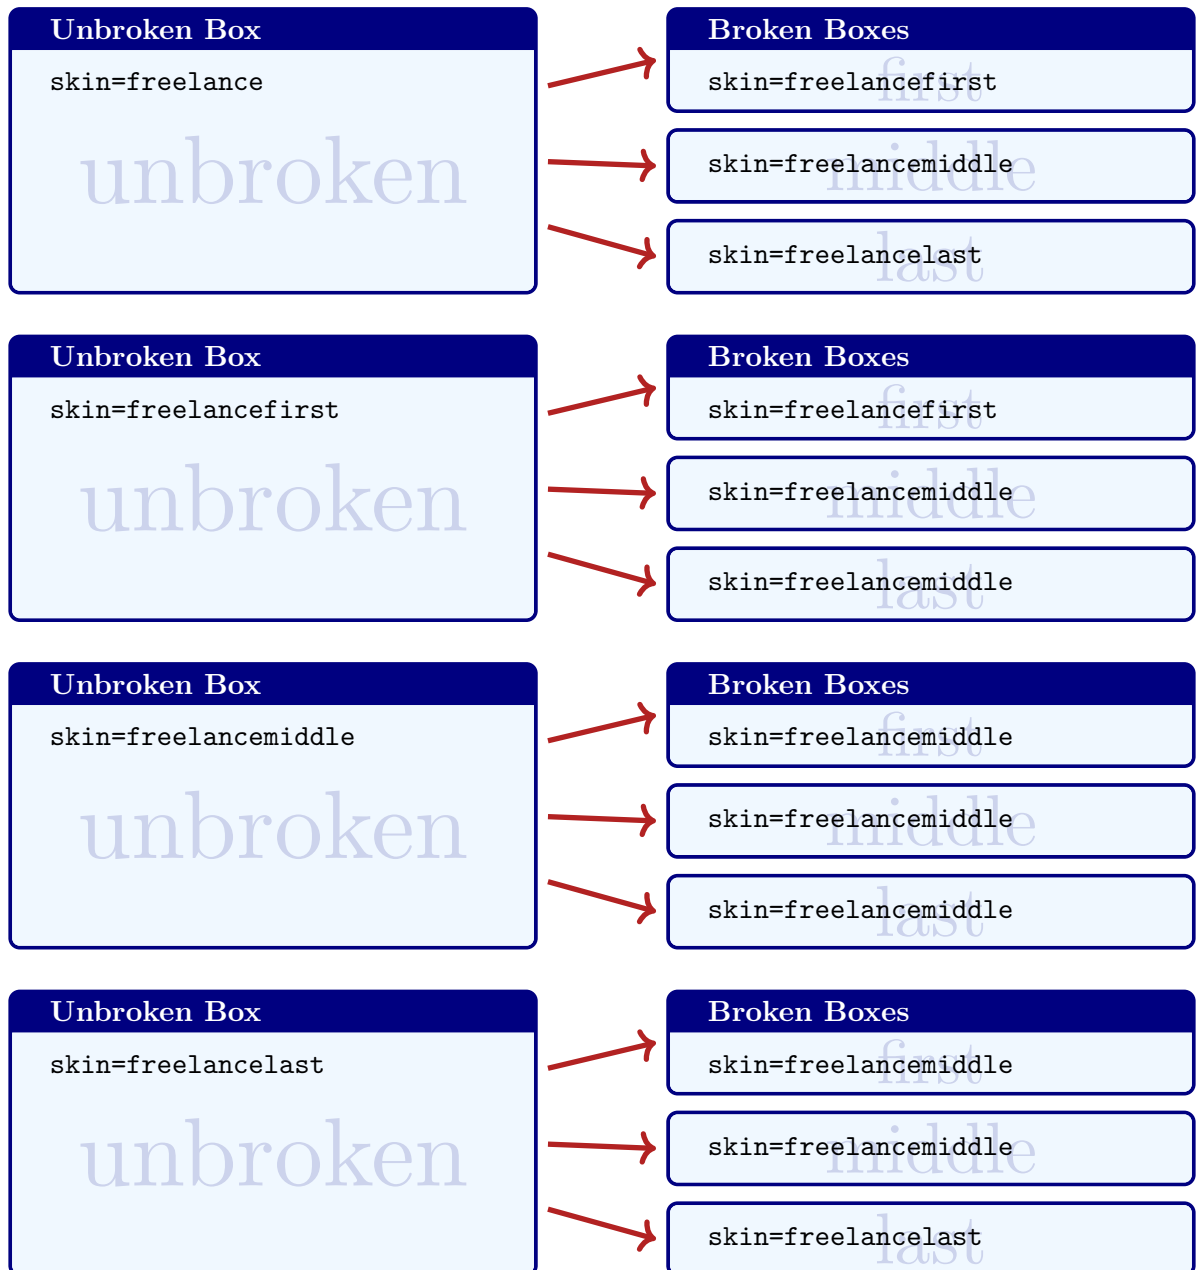 Unbroken Box
skin=freelance
unbroken
Broken Boxes
first
skin=freelancefirst
middle
skin=freelancemiddle
last
skin=freelancelast
Unbroken Box
skin=freelancefirst
unbroken
Broken Boxes
first
skin=freelancefirst
middle
skin=freelancemiddle
last
skin=freelancemiddle
Unbroken Box
skin=freelancemiddle
unbroken
Broken Boxes
first
skin=freelancemiddle
middle
skin=freelancemiddle
last
skin=freelancemiddle
Unbroken Box
skin=freelancelast
unbroken
Broken Boxes
first
skin=freelancemiddle
middle
skin=freelancemiddle
last
skin=freelancelast